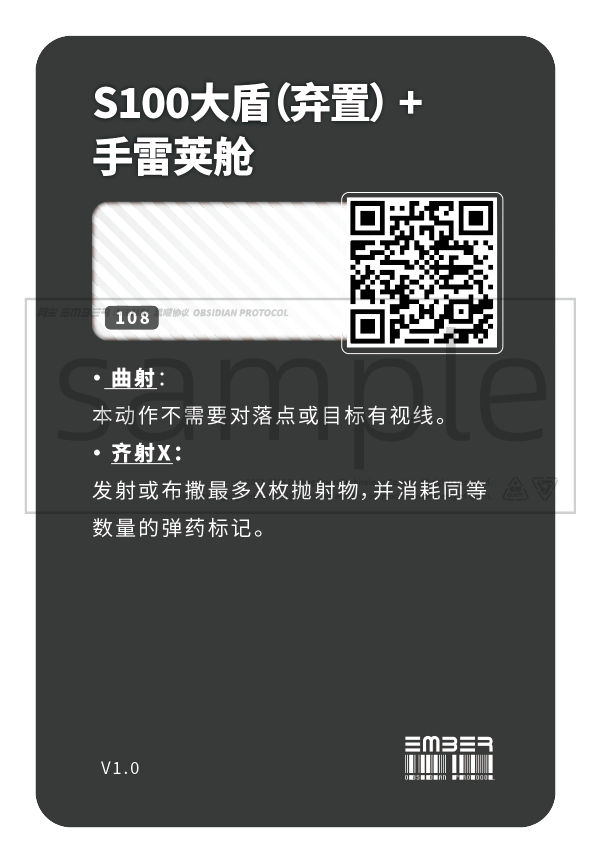 S100大盾（弃置）+
手雷荚舱
OBSIDIAN PROTOCOL
108
sample
• 曲射：
本动作不需要对落点或目标有视线。
• 齐射X：
发射或布撒最多X枚抛射物，并消耗同等
数量的弹药标记。
EMBER
V1.0